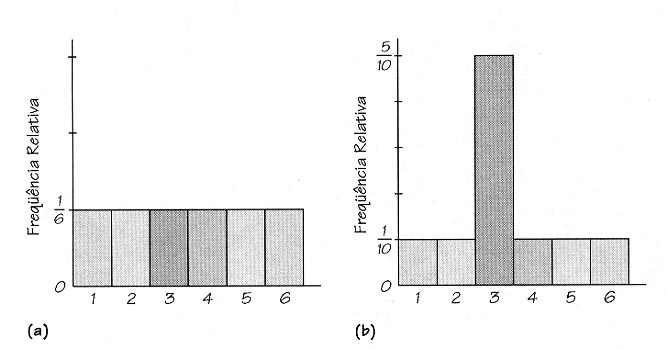 Freqüência Relativa
1
6
0
1 2 3 4 5 6
(a)
Freqüência Relativa
5
10
1
10
0
1 2 3 4 5 6
(b)